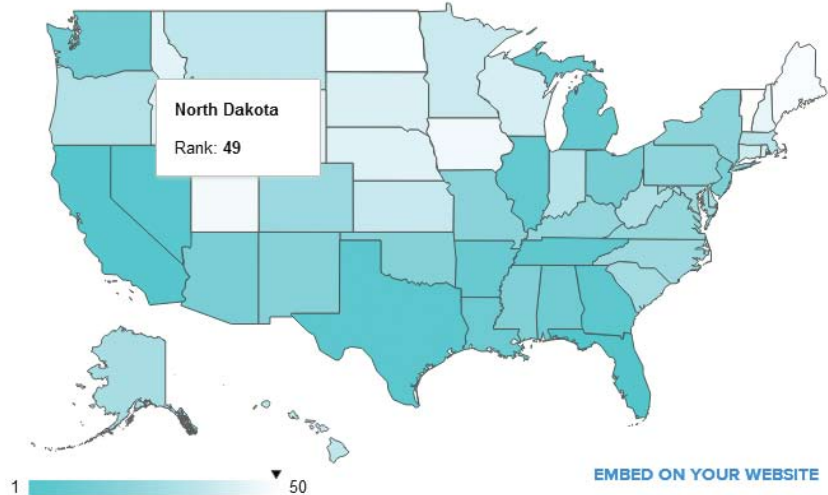 North Dakota
Rank: 49
1
50
EMBED ON YOUR WEBSITE